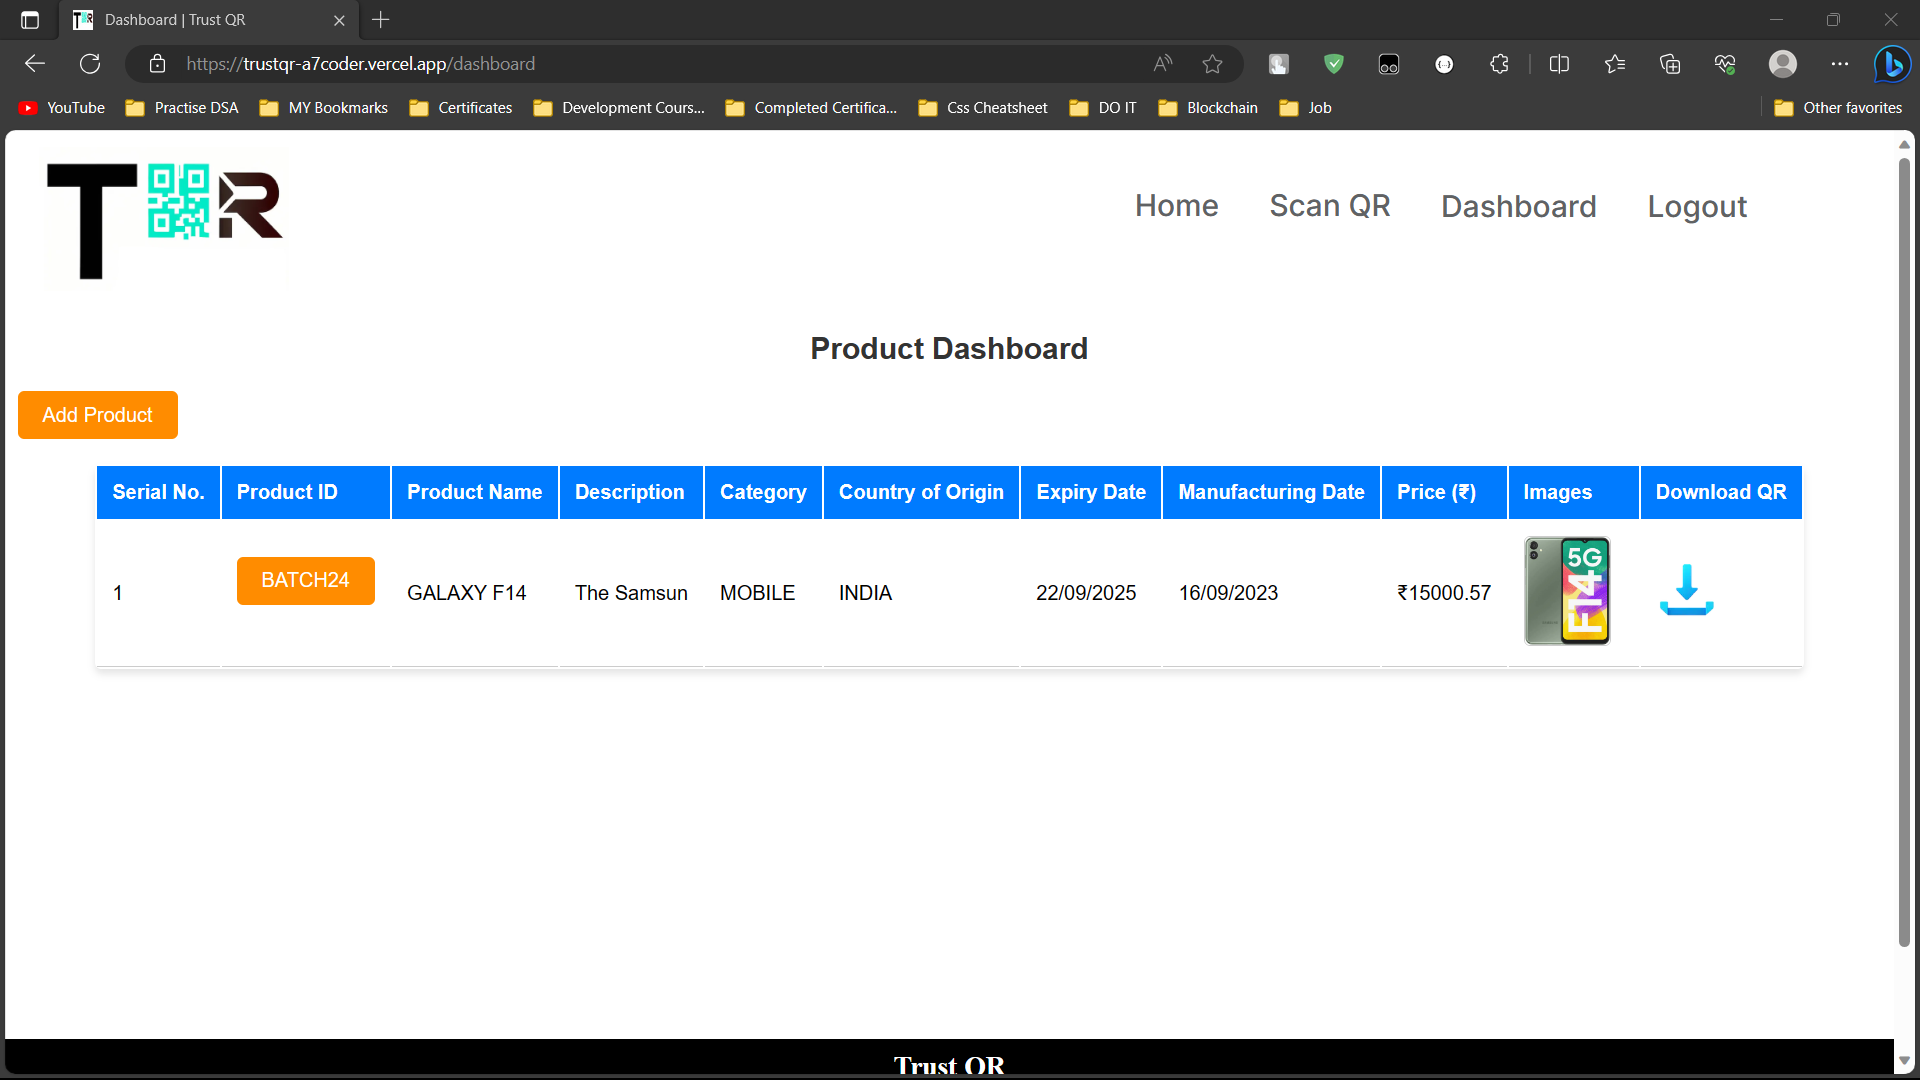 Dashboard | Trust QR
https://trustqr-a7coder.vercel.app/dashboard
YouTube Practise DSA MY Bookmarks Certificates Development Cours... Completed Certifica... Css Cheatsheet DO IT Blockchain Job Other favorites
T R
Home Scan QR Dashboard Logout
Product Dashboard
Add Product
Serial No. Product ID Product Name Description Category Country of Origin Expiry Date Manufacturing Date Price (₹) Images Download QR
1 BATCH24 GALAXY F14 The Samsun MOBILE INDIA 22/09/2025 16/09/2023 ₹15000.57
5G
F14
Trust QR